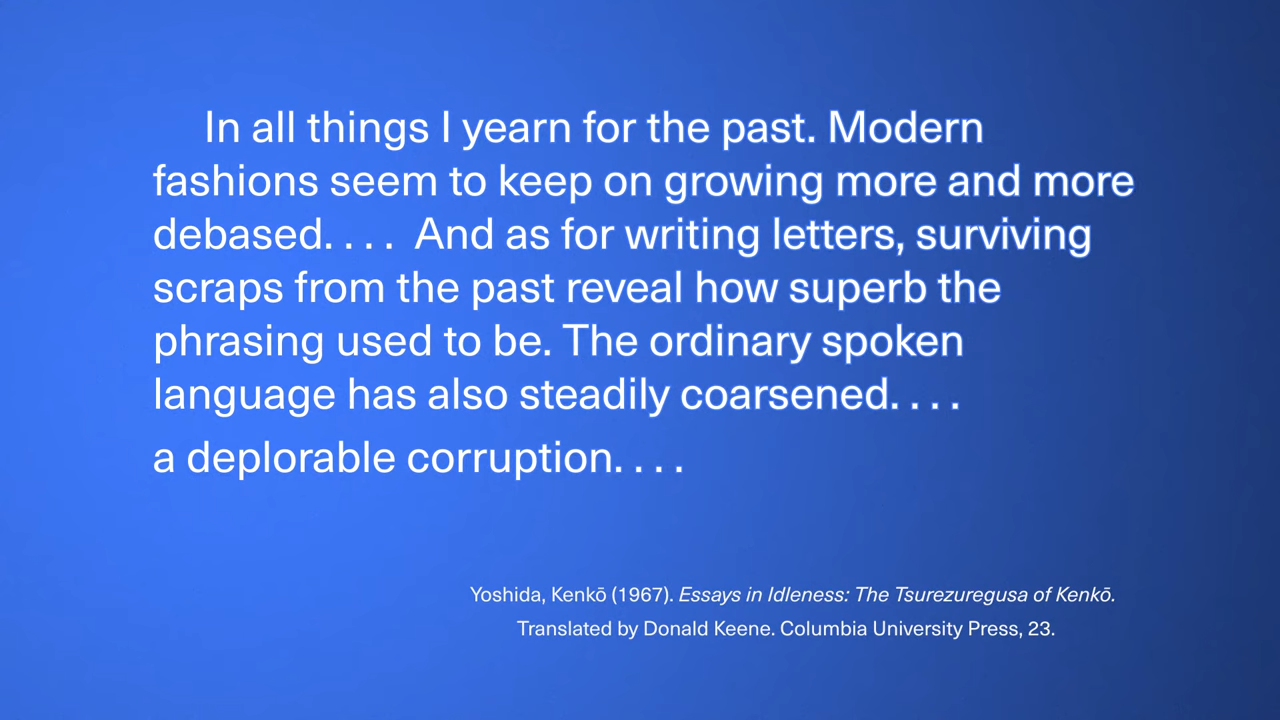 In all things I yearn for the past. Modern
fashions seem to keep on growing more and more
debased. . . . And as for writing letters, surviving
scraps from the past reveal how superb the
phrasing used to be. The ordinary spoken
language has also steadily coarsened. . . .
a deplorable corruption. . . .
Yoshida, Kenkō (1967). Essays in Idleness: The Tsurezuregusa of Kenkō.
Translated by Donald Keene. Columbia University Press, 23.